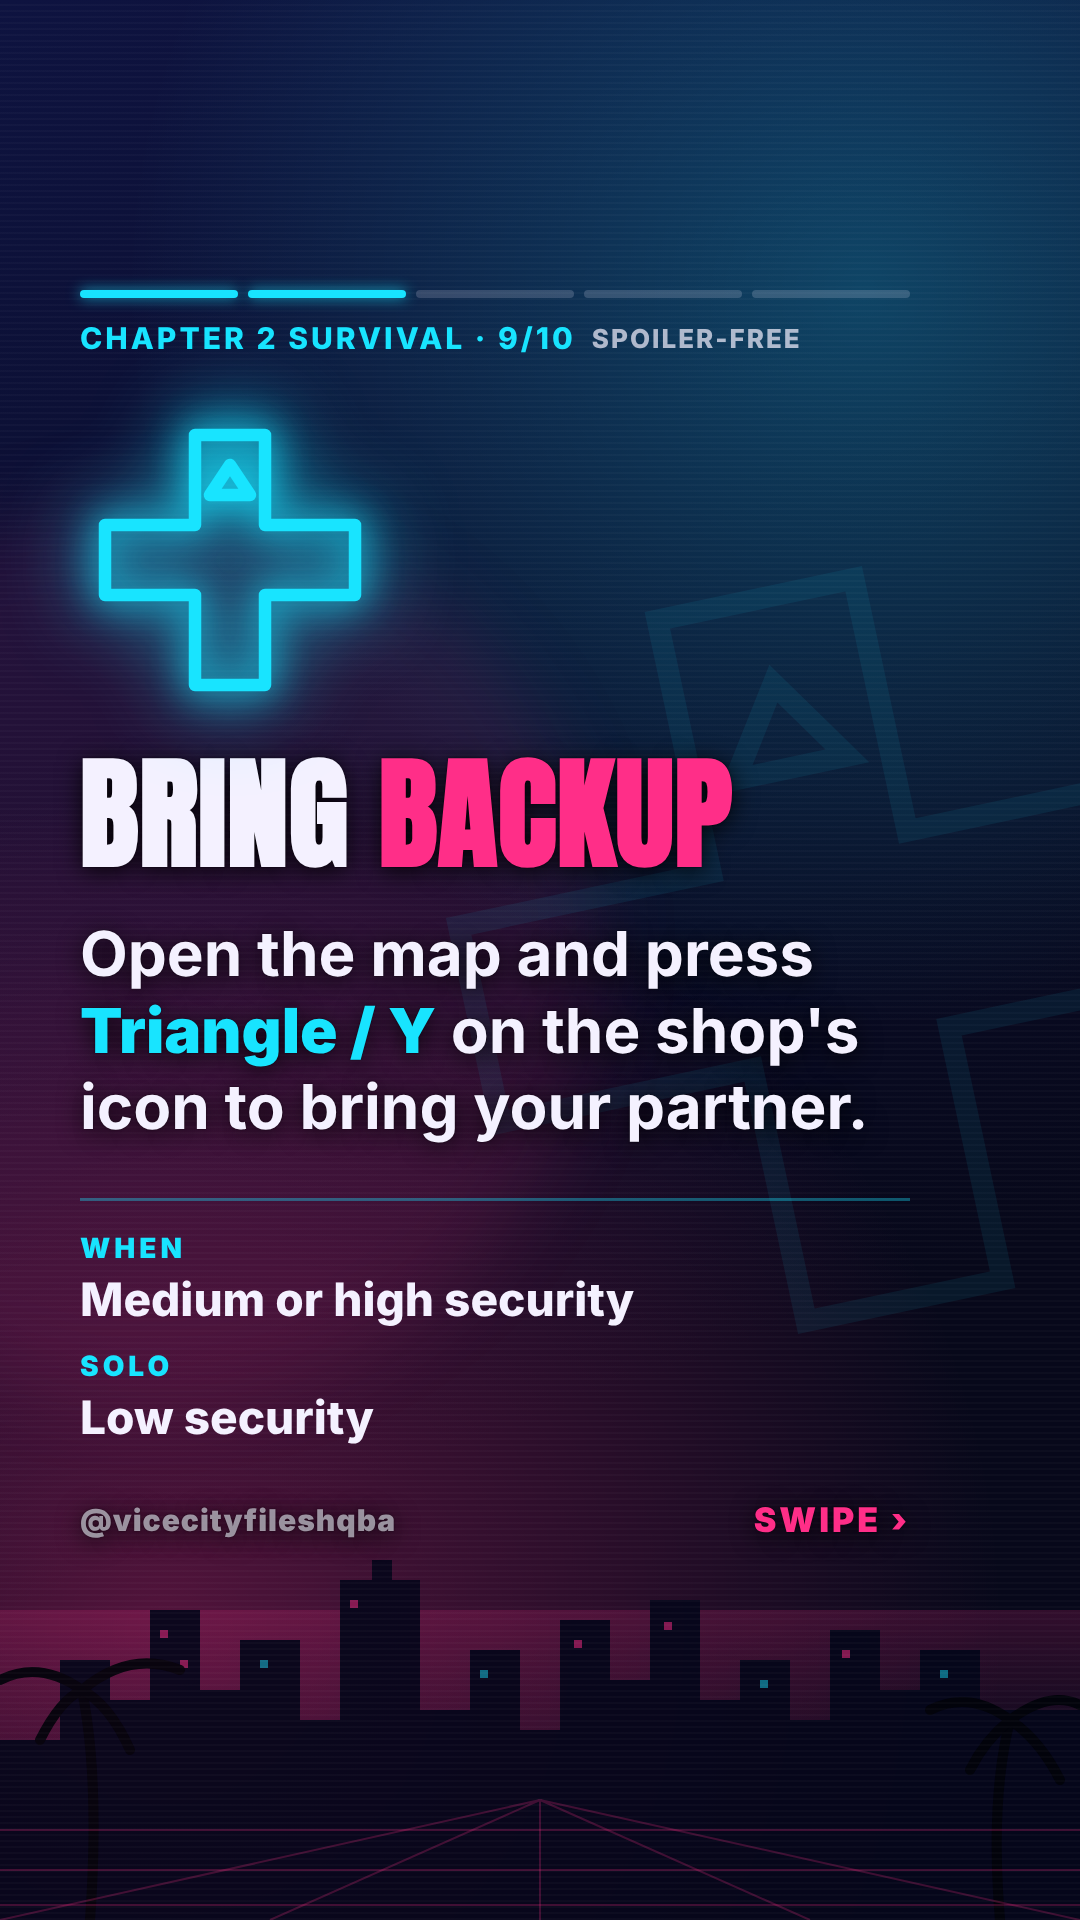 CHAPTER 2 SURVIVAL · 9/10 SPOILER-FREE
BRING BACKUP
Open the map and press
Triangle / Y on the shop's
icon to bring your partner.
WHEN
Medium or high security
SOLO
Low security
@vicecityfileshqba
SWIPE ›